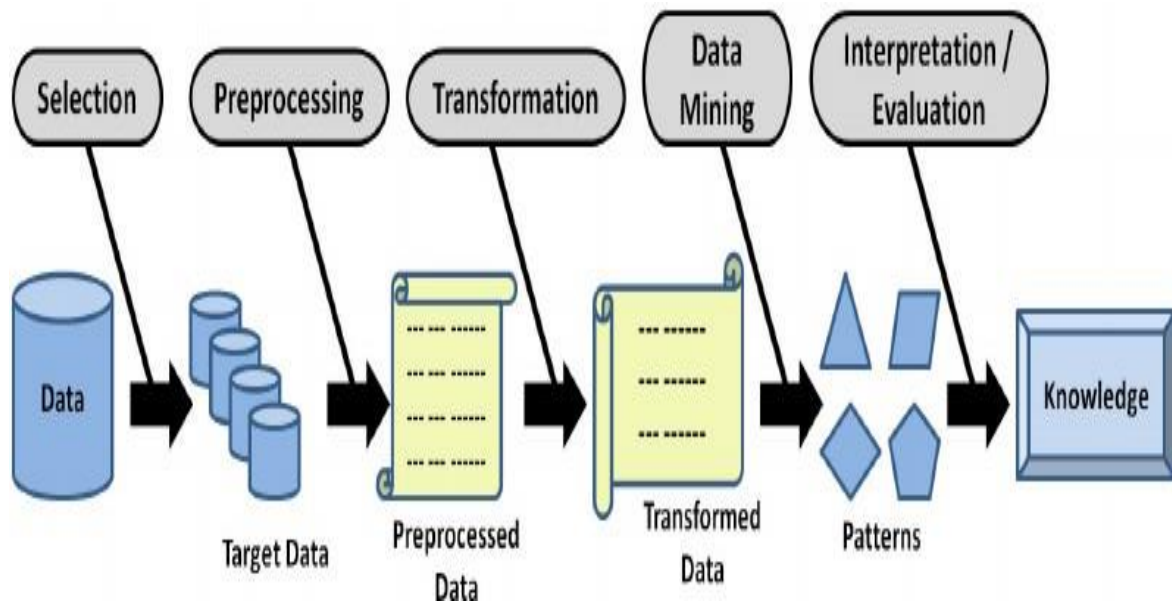 Selection
Preprocessing
Transformation
Data
Mining
Interpretation /
Evaluation
Data
Target Data
Preprocessed
Data
Transformed
Data
Patterns
Knowledge